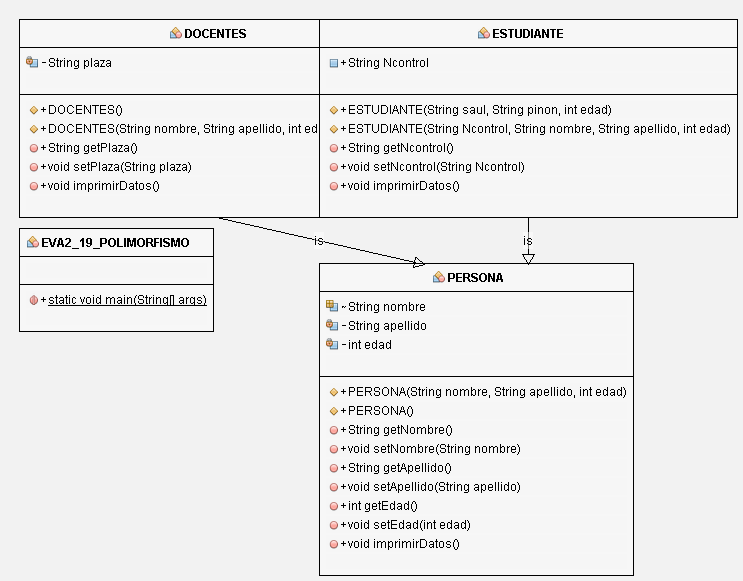 DOCENTES
- String plaza
+ DOCENTES()
+ DOCENTES(String nombre, String apellido, int ed
+ String getPlaza()
+ void setPlaza(String plaza)
+ void imprimirDatos()
ESTUDIANTE
+ String Ncontrol
+ ESTUDIANTE(String saul, String pinon, int edad)
+ ESTUDIANTE(String Ncontrol, String nombre, String apellido, int edad)
+ String getNcontrol()
+ void setNcontrol(String Ncontrol)
+ void imprimirDatos()
is
is
EVA2_19_POLIMORFISMO
+ static void main(String[] args)
PERSONA
~ String nombre
- String apellido
- int edad
+ PERSONA(String nombre, String apellido, int edad)
+ PERSONA()
+ String getNombre()
+ void setNombre(String nombre)
+ String getApellido()
+ void setApellido(String apellido)
+ int getEdad()
+ void setEdad(int edad)
+ void imprimirDatos()